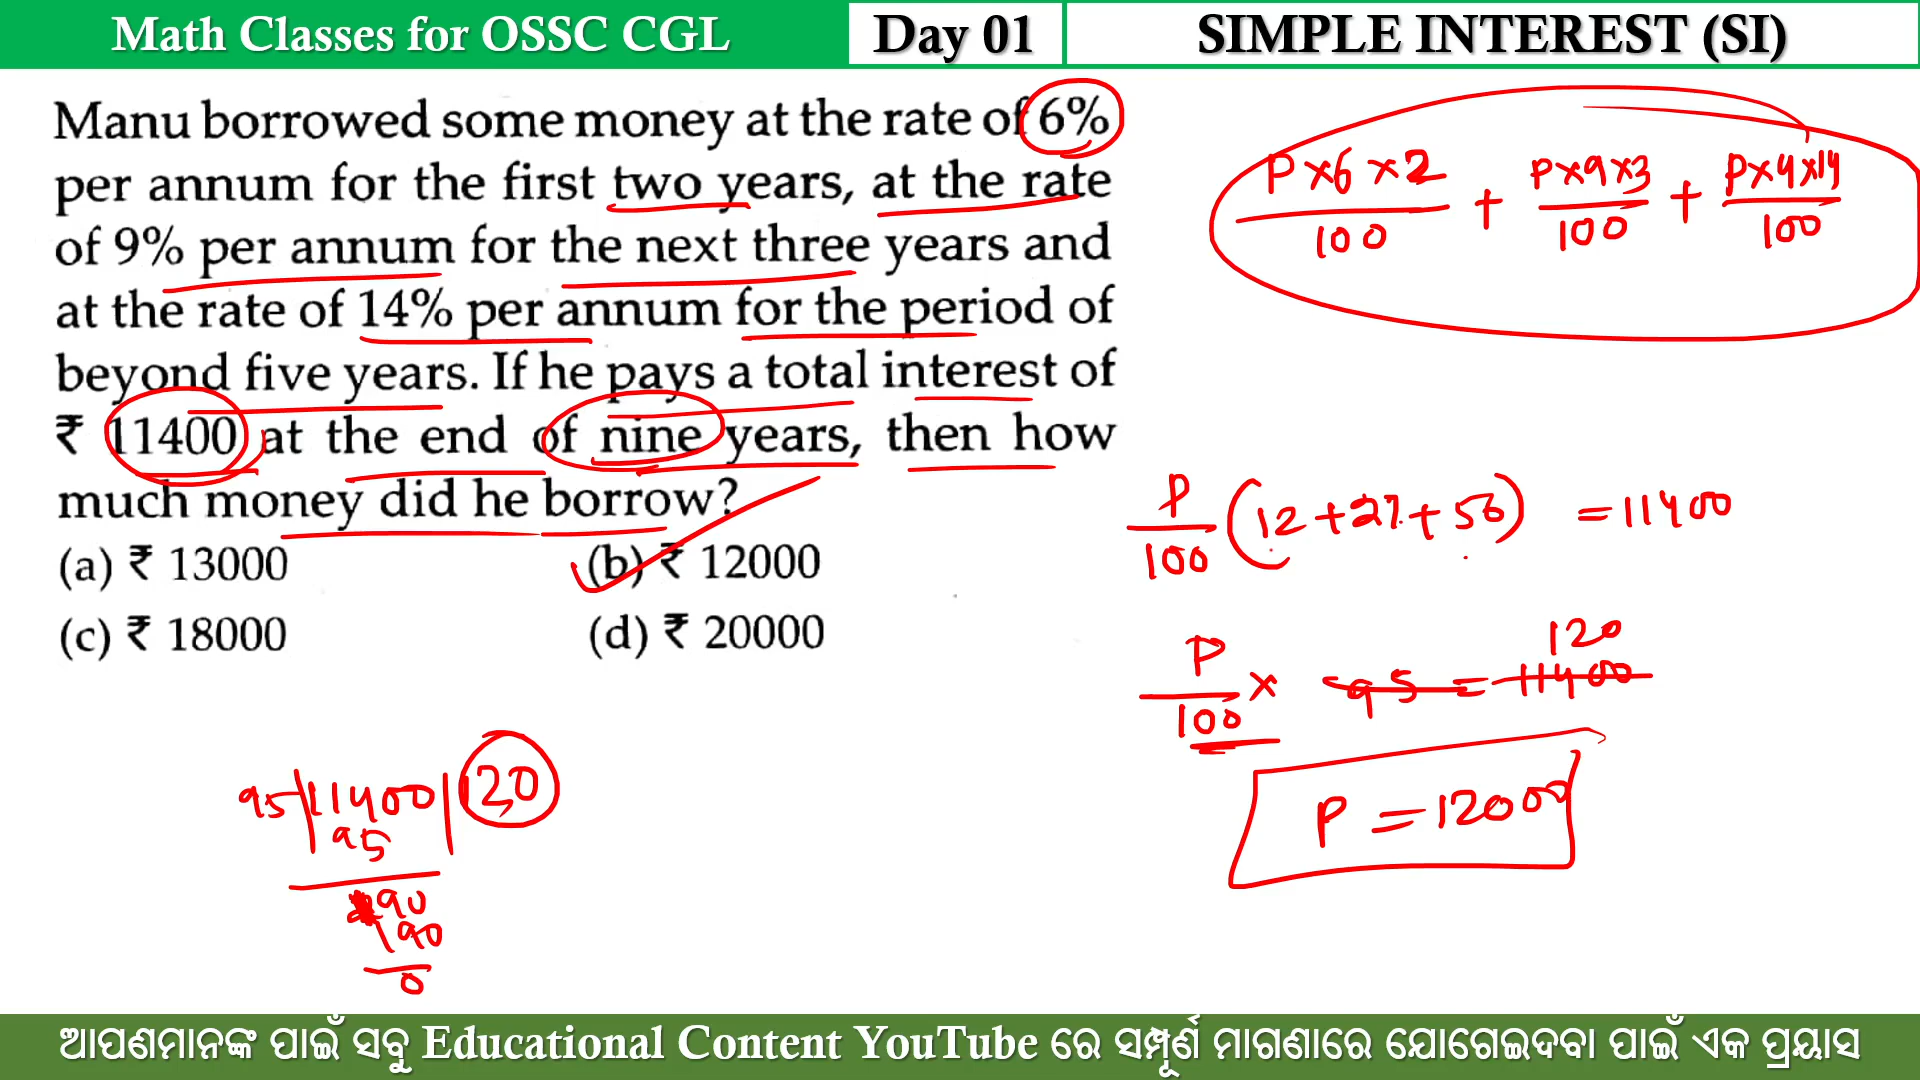 Math Classes for OSSC CGL
Day 01
SIMPLE INTEREST (SI)
Manu borrowed some money at the rate of 6%
per annum for the first two years, at the rate
of 9% per annum for the next three years and
at the rate of 14% per annum for the period of
beyond five years. If he pays a total interest of
₹ 11400 at the end of nine years, then how
much money did he borrow?
(a) ₹ 13000 (b) ₹ 12000
(c) ₹ 18000 (d) ₹ 20000
P×6×2/100 + P×9×3/100 + P×4×14/100
P/100 (12+27+56) =11400
120
P/100 × 95 = 11400
P = 12000
95 11400 120
95
190
190
0
ଆପଣମାନଙ୍କ ପାଇଁ ସବୁ Educational Content YouTube ରେ ସମ୍ପୂର୍ଣ ମାଗଣାରେ ଯୋଗେଇଦବା ପାଇଁ ଏକ ପ୍ରୟାସ